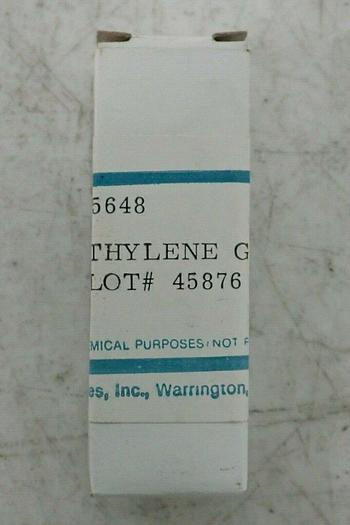 5648
THYLENE G
LOT# 45876
MICAL PURPOSES, NOT F
es, Inc., Warrington,